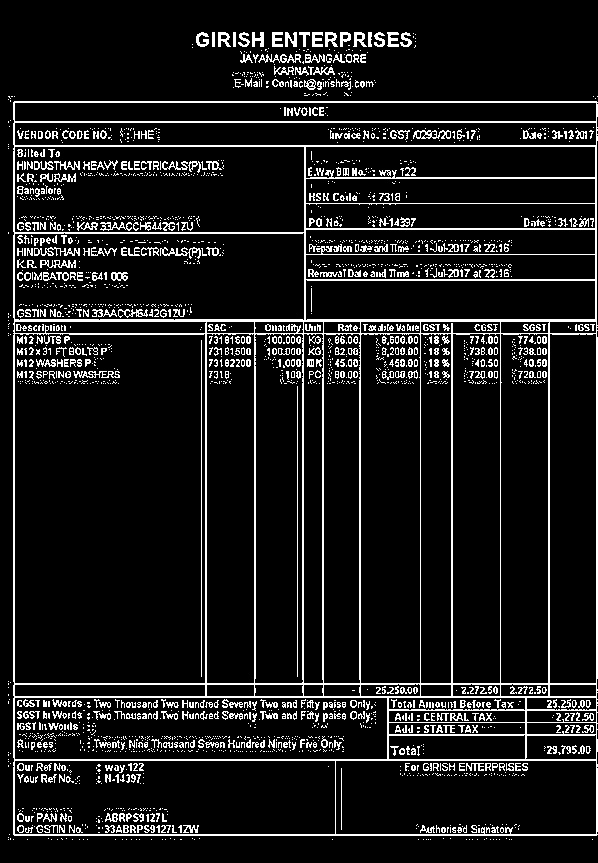 GIRISH ENTERPRISES
JAYANAGAR,BANGALORE
KARNATAKA
E-Mail : Contact@girishraj.com
INVOICE
VENDOR CODE NO. : HHE Invoice No. : GST /0293/2016-17 Date : 31-12-2017
Billed To
HINDUSTHAN HEAVY ELECTRICALS(P)LTD.
K.R. PURAM
Bangalore
GSTIN No. : KAR 33AACCH6442G1ZU
E.Way Bill No. : way 122
HSN Code : 7318
PO No. : N-14397 Date : 31-12-2017
Shipped To
HINDUSTHAN HEAVY ELECTRICALS(P)LTD.
K.R. PURAM
COIMBATORE - 641 006
GSTIN No. : TN 33AACCH6442G1ZU
Preparation Date and Time : 1-Jul-2017 at 22:16
Removal Date and Time : 1-Jul-2017 at 22:16
Description SAC Quantity Unit Rate Taxable Value GST % CGST SGST IGST
M12 NUTS P 73181500 100.000 KG 86.00 8,600.00 18 % 774.00 774.00
M12 x 31 FT BOLTS P 73181500 100.000 KG 82.00 8,200.00 18 % 738.00 738.00
M12 WASHERS P 73182200 1,000 45.00 450.00 18 % 40.50 40.50
M12 SPRING WASHERS 7318 100 PC 80.00 8,000.00 18 % 720.00 720.00
25,250.00 2,272.50 2,272.50
CGST In Words : Two Thousand Two Hundred Seventy Two and Fifty paise Only.
SGST In Words : Two Thousand Two Hundred Seventy Two and Fifty paise Only.
IGST In Words :
Rupees : Twenty Nine Thousand Seven Hundred Ninety Five Only.
Total Amount Before Tax 25,250.00
Add : CENTRAL TAX 2,272.50
Add : STATE TAX 2,272.50
Total 29,795.00
Our Ref No. : way-122
Your Ref No. : N-14397
Our PAN No : ABRPS9127L
Our GSTIN No. : 33ABRPS9127L1ZW
For GIRISH ENTERPRISES
Authorised Signatory